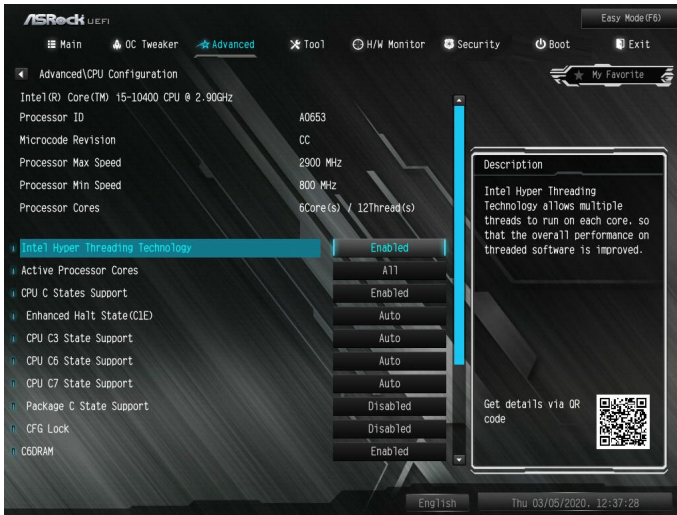 ASRock UEFI
Easy Mode(F6)
Main OC Tweaker Advanced Tool H/W Monitor Security Boot Exit
Advanced\CPU Configuration
My Favorite
Intel(R) Core(TM) i5-10400 CPU @ 2.90GHz
Processor ID A0653
Microcode Revision CC
Processor Max Speed 2900 MHz
Processor Min Speed 800 MHz
Processor Cores 6Core(s) / 12Thread(s)
Intel Hyper Threading Technology Enabled
Active Processor Cores All
CPU C States Support Enabled
Enhanced Halt State(C1E) Auto
CPU C3 State Support Auto
CPU C6 State Support Auto
CPU C7 State Support Auto
Package C State Support Disabled
CFG Lock Disabled
C6DRAM Enabled
Description
Intel Hyper Threading
Technology allows multiple
threads to run on each core, so
that the overall performance on
threaded software is improved.
Get details via QR
code
English
Thu 03/05/2020, 12:37:28